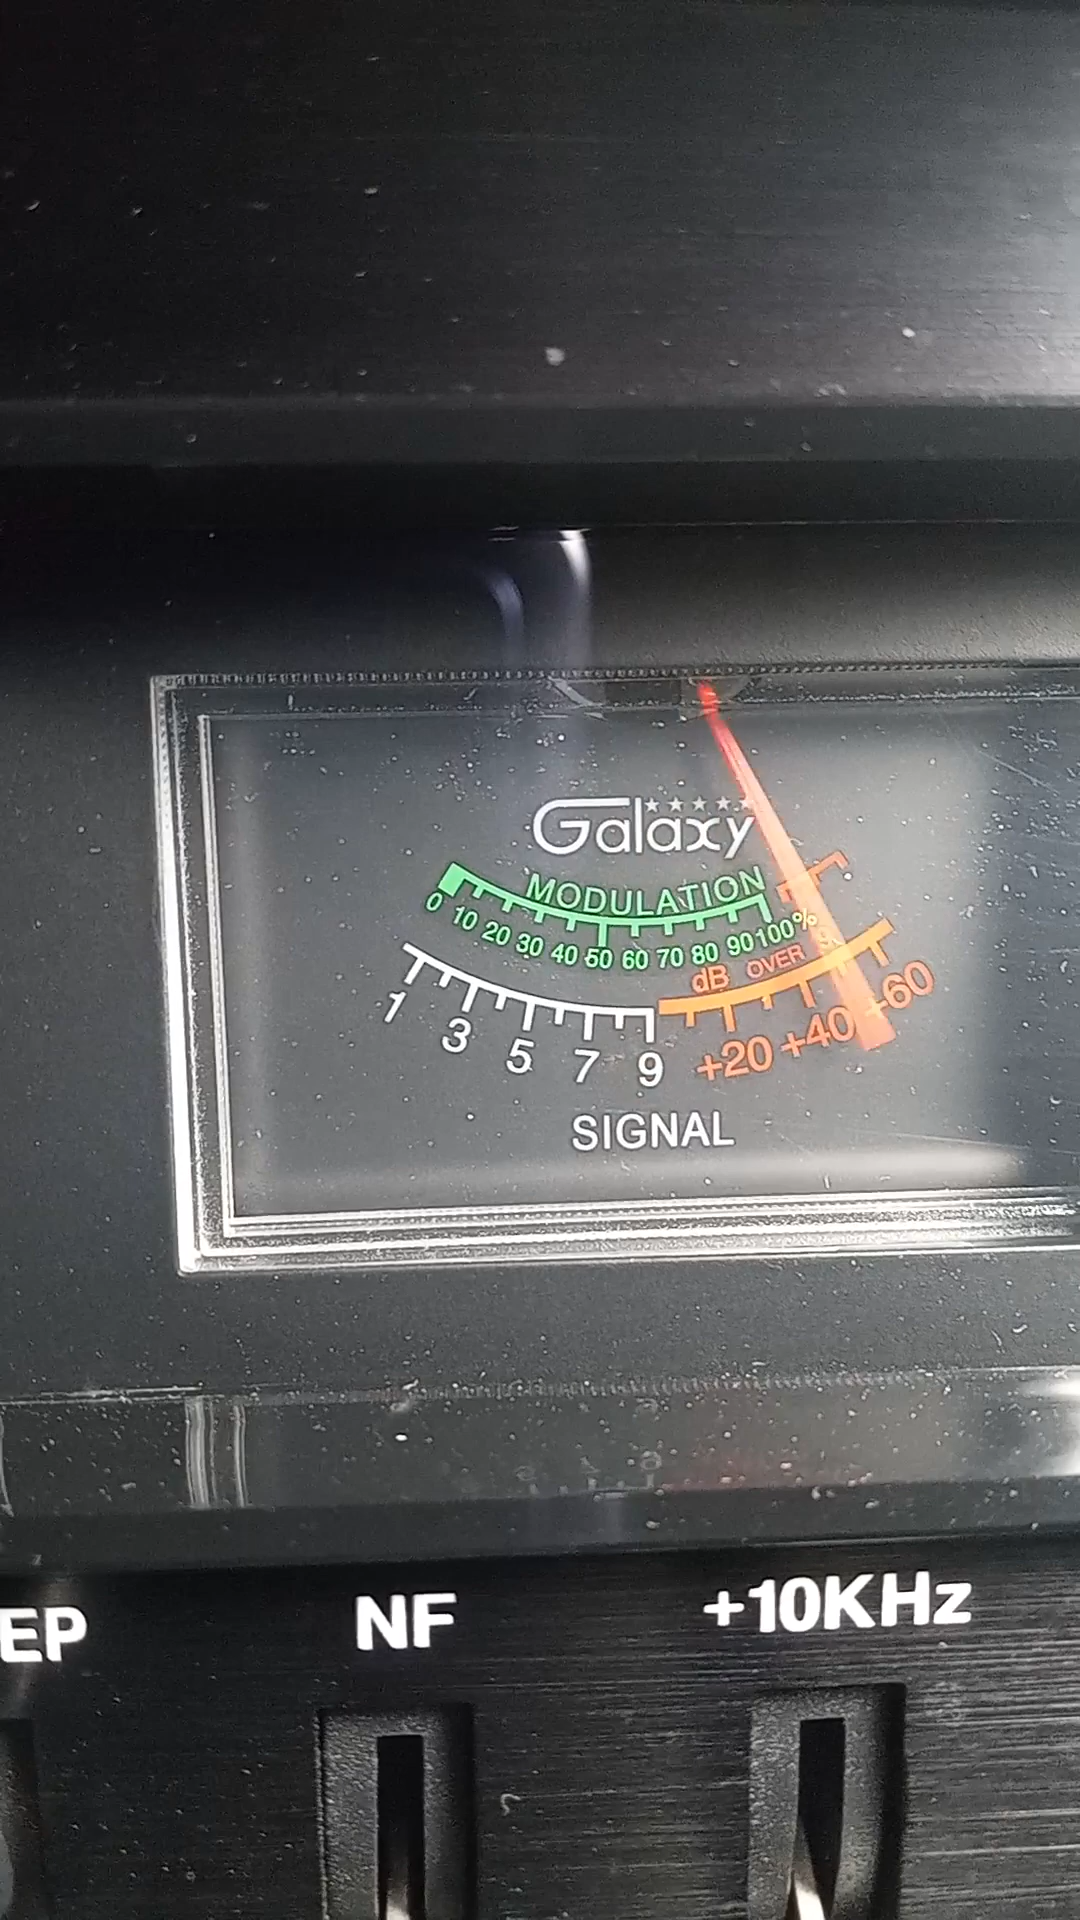 Galaxy
MODULATION
0 10 20 30 40 50 60 70 80 90 100%
dB OVER 9
1 3 5 7 9 +20 +40 +60
SIGNAL
EP NF +10KHz